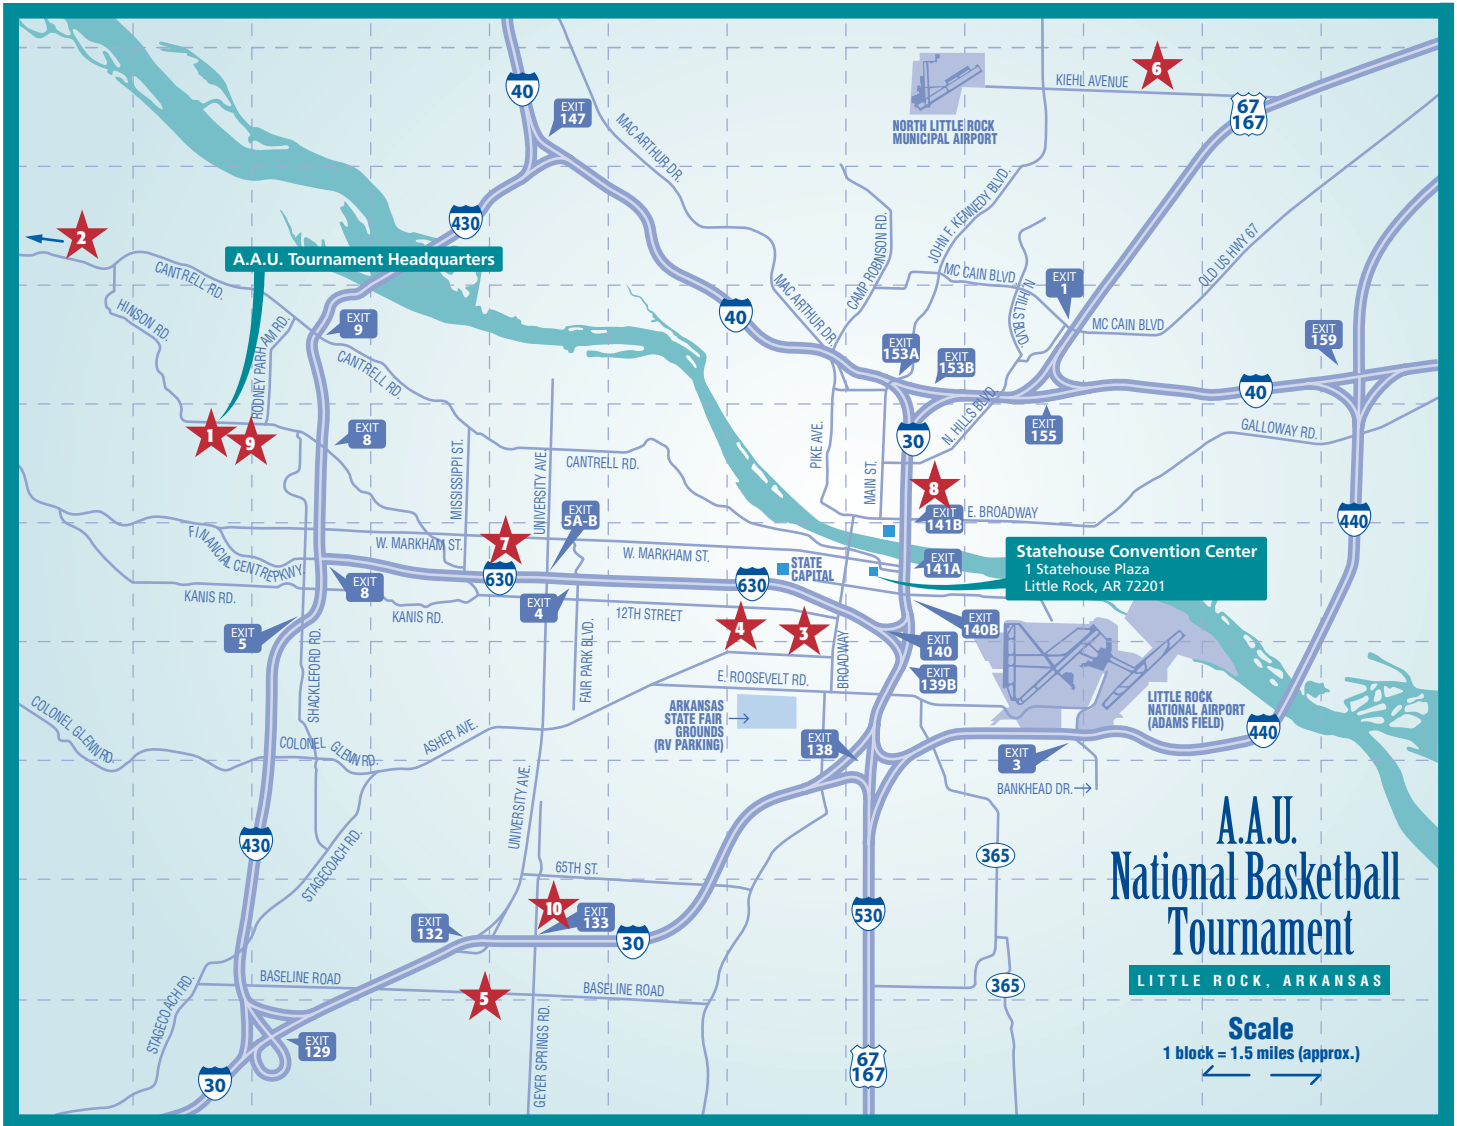 40
EXIT
147
MAC ARTHUR DR.
6
KIEHL AVENUE
67
167
NORTH LITTLE ROCK
MUNICIPAL AIRPORT
430
2
A.A.U. Tournament Headquarters
CANTRELL RD.
HINSON RD.
RODNEY PARHAM RD.
EXIT
9
CANTRELL RD.
40
MAC ARTHUR DR.
CAMP ROBINSON RD.
JOHN F. KENNEDY BLVD.
MC CAIN BLVD.
N. HILLS BLVD.
EXIT
1
MC CAIN BLVD
OLD US HWY 67
EXIT
159
EXIT
153A
EXIT
153B
40
1
9
EXIT
8
MISSISSIPPI ST.
UNIVERSITY AVE.
CANTRELL RD.
PIKE AVE.
MAIN ST.
30
N. HILLS BLVD.
EXIT
155
GALLOWAY RD.
8
EXIT
141B
E. BROADWAY
440
EXIT
5A-B
FINANCIAL CENTRE PKWY.
W. MARKHAM ST.
7
W. MARKHAM ST.
STATE
CAPITAL
EXIT
141A
Statehouse Convention Center
1 Statehouse Plaza
Little Rock, AR 72201
KANIS RD.
EXIT
8
630
630
KANIS RD.
EXIT
4
12TH STREET
4
3
EXIT
140B
EXIT
5
EXIT
140
EXIT
139B
SHACKLEFORD RD.
FAIR PARK BLVD.
BROADWAY
E. ROOSEVELT RD.
ARKANSAS
STATE FAIR
GROUNDS
(RV PARKING)
LITTLE ROCK
NATIONAL AIRPORT
(ADAMS FIELD)
440
COLONEL GLENN RD.
COLONEL GLENN RD.
ASHER AVE.
EXIT
138
EXIT
3
BANKHEAD DR.
UNIVERSITY AVE.
430
STAGECOACH RD.
65TH ST.
365
10
EXIT
132
EXIT
133
30
530
BASELINE ROAD
5
BASELINE ROAD
365
STAGECOACH RD.
GEYER SPRINGS RD.
EXIT
129
30
67
167
A.A.U.
National Basketball
Tournament
LITTLE ROCK, ARKANSAS
Scale
1 block = 1.5 miles (approx.)